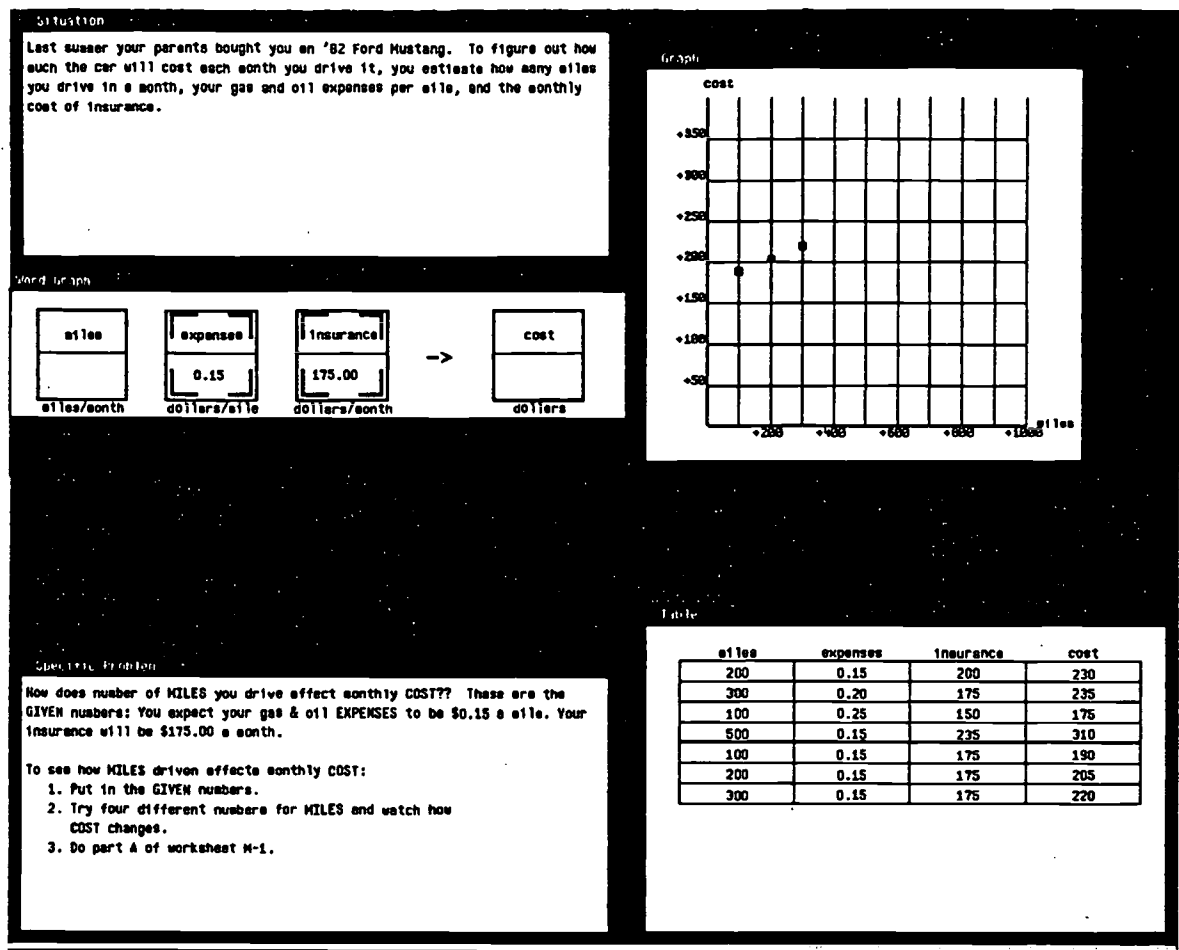 Situation
Last summer your parents bought you an '82 Ford Mustang. To figure out how
much the car will cost each month you drive it, you estimate how many miles
you drive in a month, your gas and oil expenses per mile, and the monthly
cost of insurance.
Graph
cost
+350
+300
+250
+200
+150
+100
+50
+200 +400 +600 +800 +1000 miles
Word Graph
miles expenses insurance cost
->
0.15 175.00
miles/month dollars/mile dollars/month dollars
Specific Problem
How does number of MILES you drive effect monthly COST?? These are the
GIVEN numbers: You expect your gas & oil EXPENSES to be $0.15 a mile. Your
insurance will be $175.00 a month.
To see how MILES driven effects monthly COST:
1. Put in the GIVEN numbers.
2. Try four different numbers for MILES and watch how
COST changes.
3. Do part A of worksheet M-1.
Table
miles expenses insurance cost
200 0.15 200 230
300 0.20 175 235
100 0.25 150 175
500 0.15 235 310
100 0.15 175 190
200 0.15 175 205
300 0.15 175 220